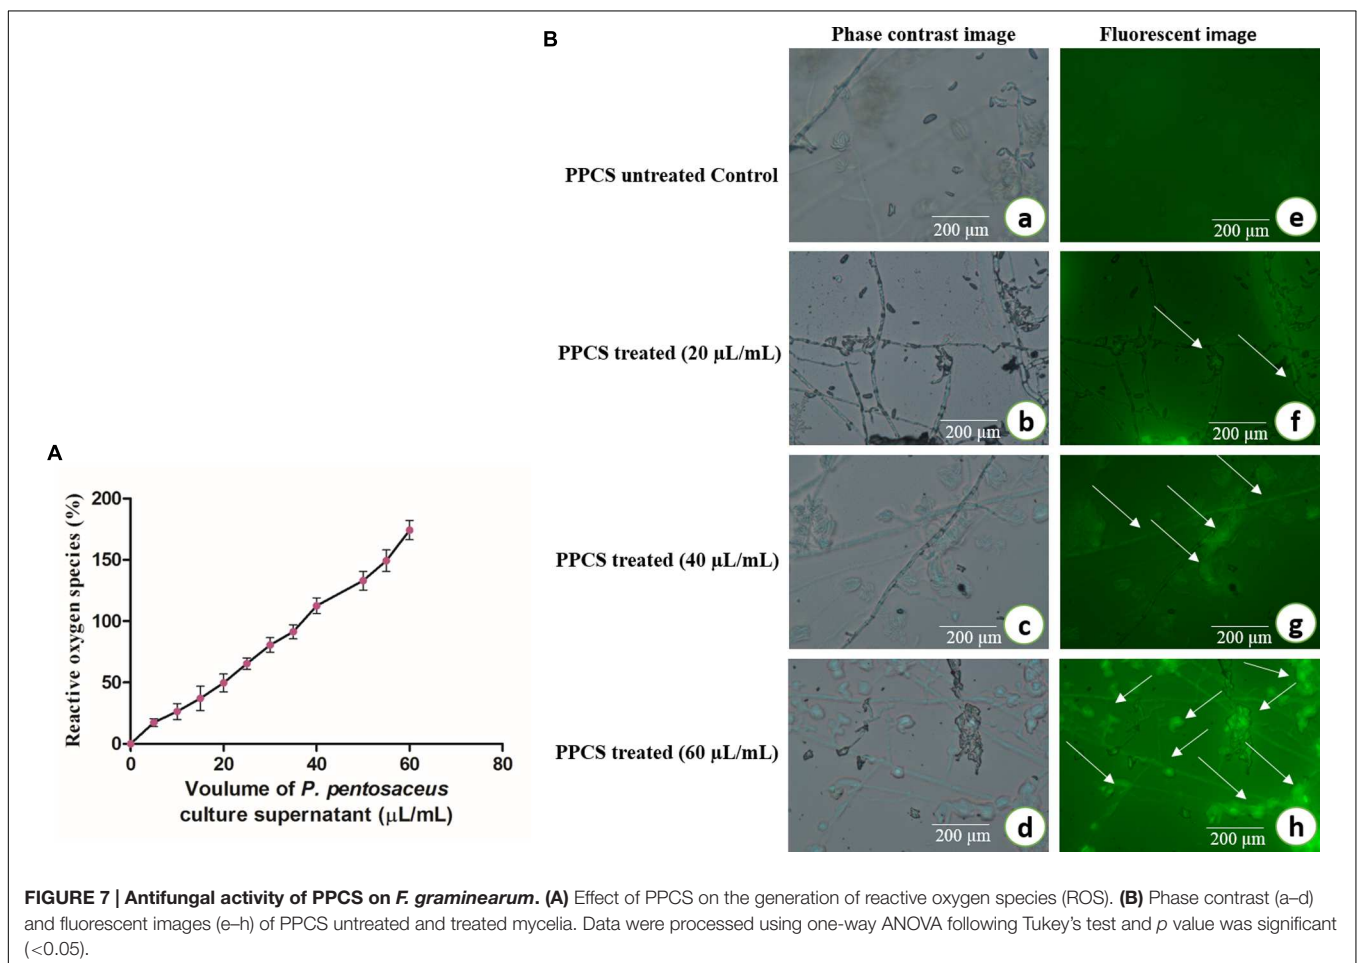 B
Phase contrast image
Fluorescent image
PPCS untreated Control
200 µm
a
200 µm
e
PPCS treated (20 µL/mL)
200 µm
b
200 µm
f
PPCS treated (40 µL/mL)
200 µm
c
200 µm
g
PPCS treated (60 µL/mL)
200 µm
d
200 µm
h
A
Reactive oxygen species (%)
200
150
100
50
0
0
20
40
60
80
Voulume of P. pentosaceus
culture supernatant (µL/mL)
FIGURE 7 | Antifungal activity of PPCS on F. graminearum. (A) Effect of PPCS on the generation of reactive oxygen species (ROS). (B) Phase contrast (a–d)
and fluorescent images (e–h) of PPCS untreated and treated mycelia. Data were processed using one-way ANOVA following Tukey’s test and p value was significant
(<0.05).